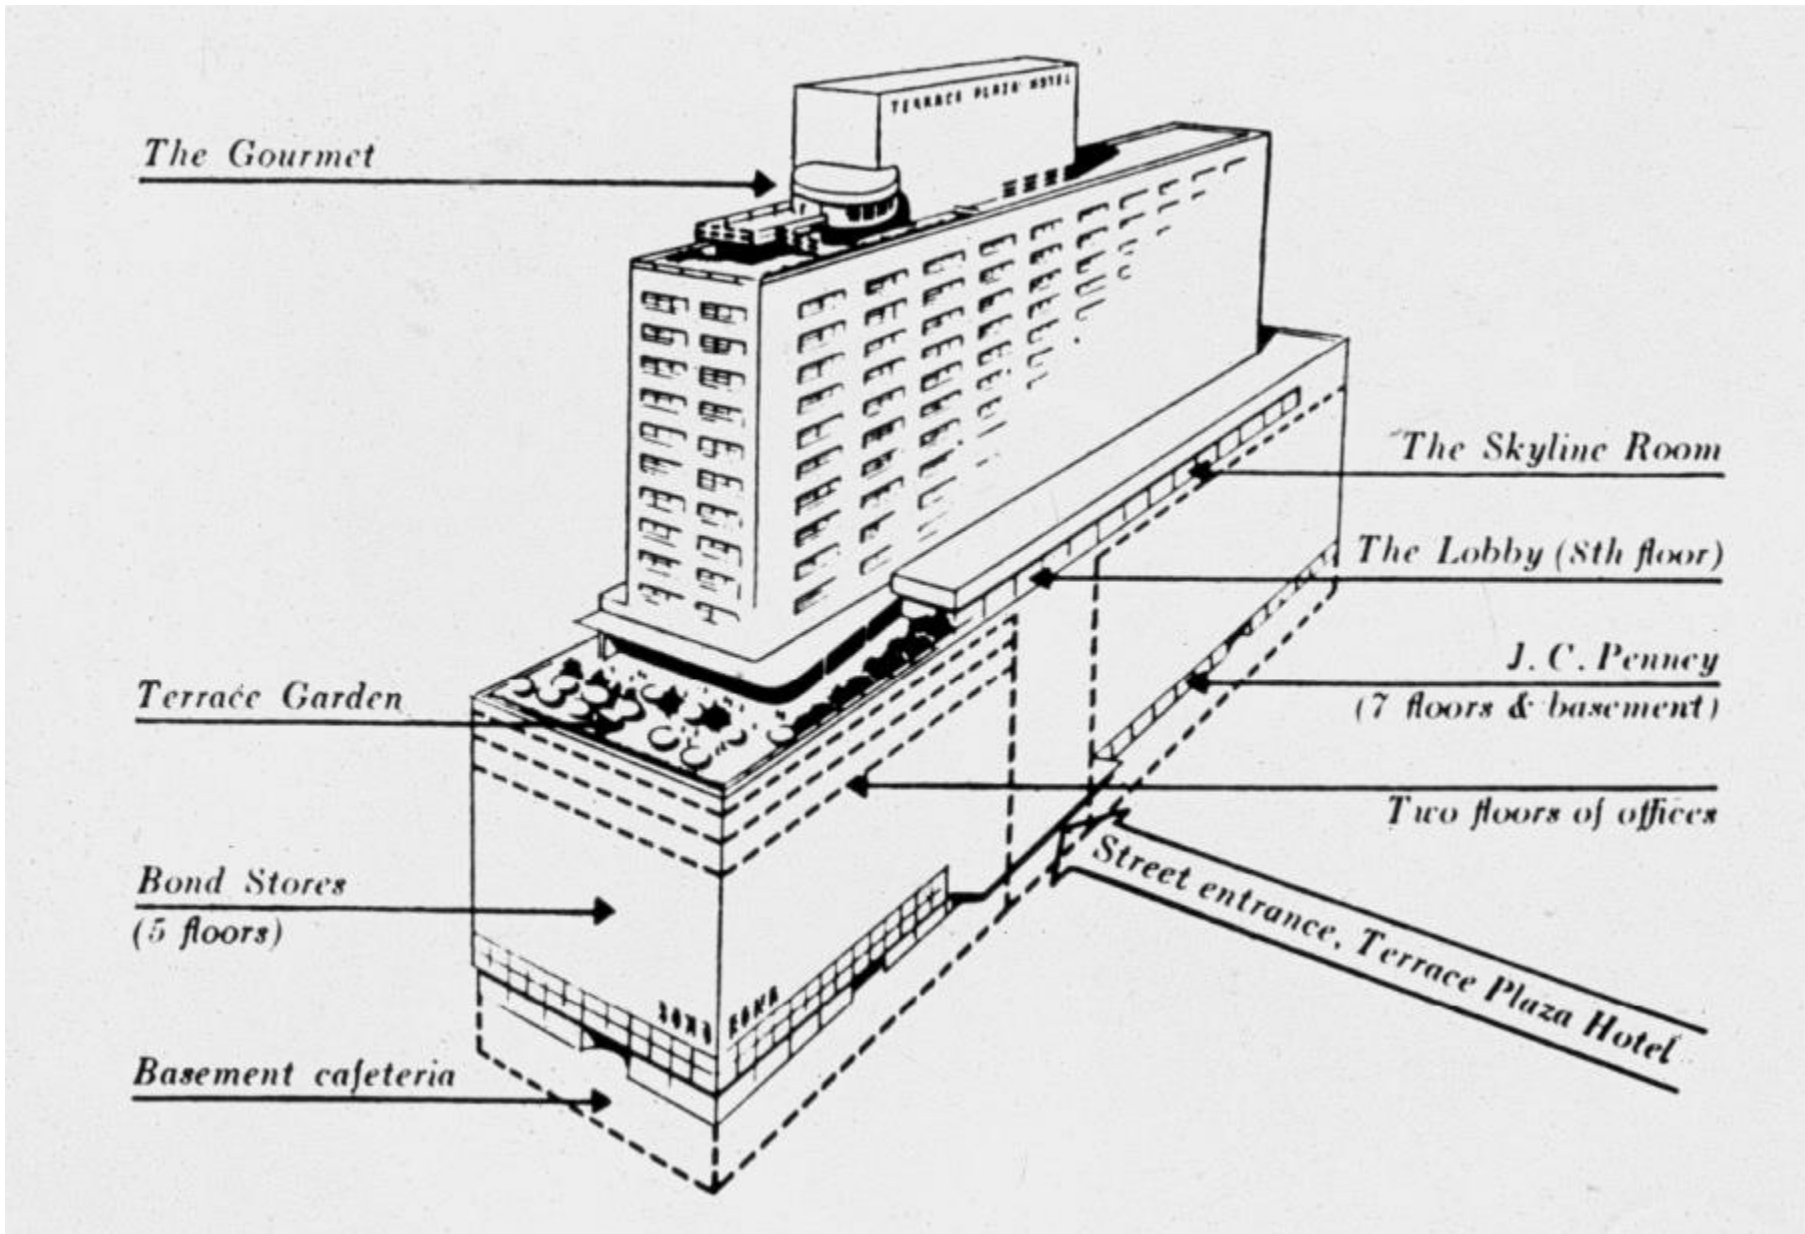 TERRACE PLAZA HOTEL
The Gourmet
The Skyline Room
The Lobby (8th floor)
J. C. Penney
(7 floors & basement)
Terrace Garden
Two floors of offices
Bond Stores
(5 floors)
Street entrance, Terrace Plaza Hotel
BOND BOND
Basement cafeteria